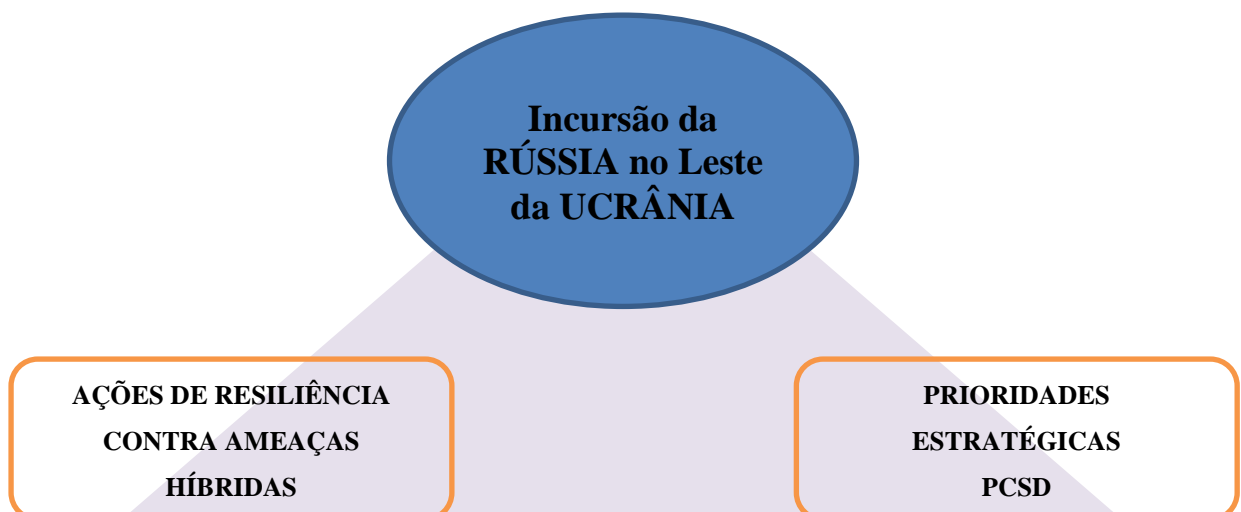 Incursão da
RÚSSIA no Leste
da UCRÂNIA
AÇÕES DE RESILIÊNCIA
CONTRA AMEAÇAS
HÍBRIDAS
PRIORIDADES
ESTRATÉGICAS
PCSD